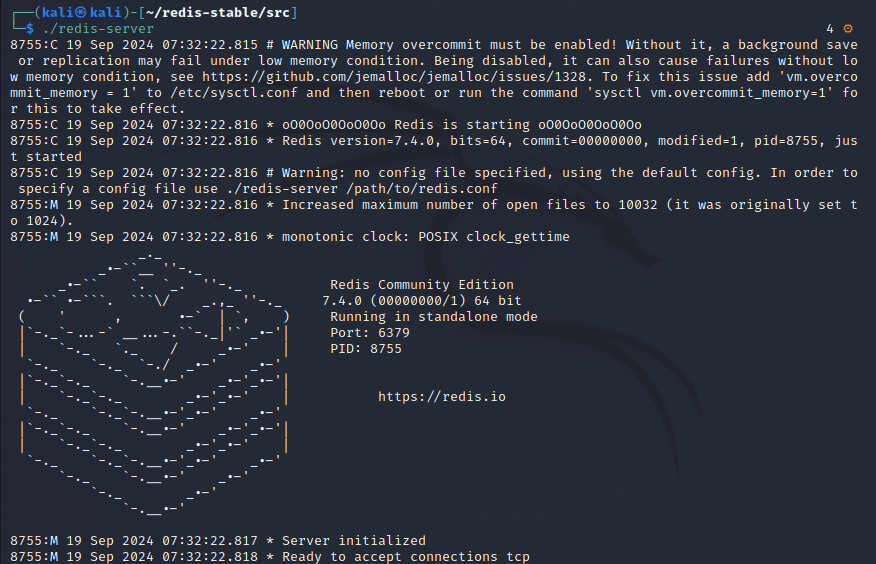 ┌──(kali㉿kali)-[~/redis-stable/src]
└─$ ./redis-server 4 ⚙
8755:C 19 Sep 2024 07:32:22.815 # WARNING Memory overcommit must be enabled! Without it, a background save
 or replication may fail under low memory condition. Being disabled, it can also cause failures without lo
w memory condition, see https://github.com/jemalloc/jemalloc/issues/1328. To fix this issue add 'vm.overco
mmit_memory = 1' to /etc/sysctl.conf and then reboot or run the command 'sysctl vm.overcommit_memory=1' fo
r this to take effect.
8755:C 19 Sep 2024 07:32:22.816 * oO0OoO0OoO0Oo Redis is starting oO0OoO0OoO0Oo
8755:C 19 Sep 2024 07:32:22.816 * Redis version=7.4.0, bits=64, commit=00000000, modified=1, pid=8755, jus
t started
8755:C 19 Sep 2024 07:32:22.816 # Warning: no config file specified, using the default config. In order to
 specify a config file use ./redis-server /path/to/redis.conf
8755:M 19 Sep 2024 07:32:22.816 * Increased maximum number of open files to 10032 (it was originally set t
o 1024).
8755:M 19 Sep 2024 07:32:22.816 * monotonic clock: POSIX clock_gettime
Redis Community Edition
7.4.0 (00000000/1) 64 bit
Running in standalone mode
Port: 6379
PID: 8755
https://redis.io
8755:M 19 Sep 2024 07:32:22.817 * Server initialized
8755:M 19 Sep 2024 07:32:22.818 * Ready to accept connections tcp